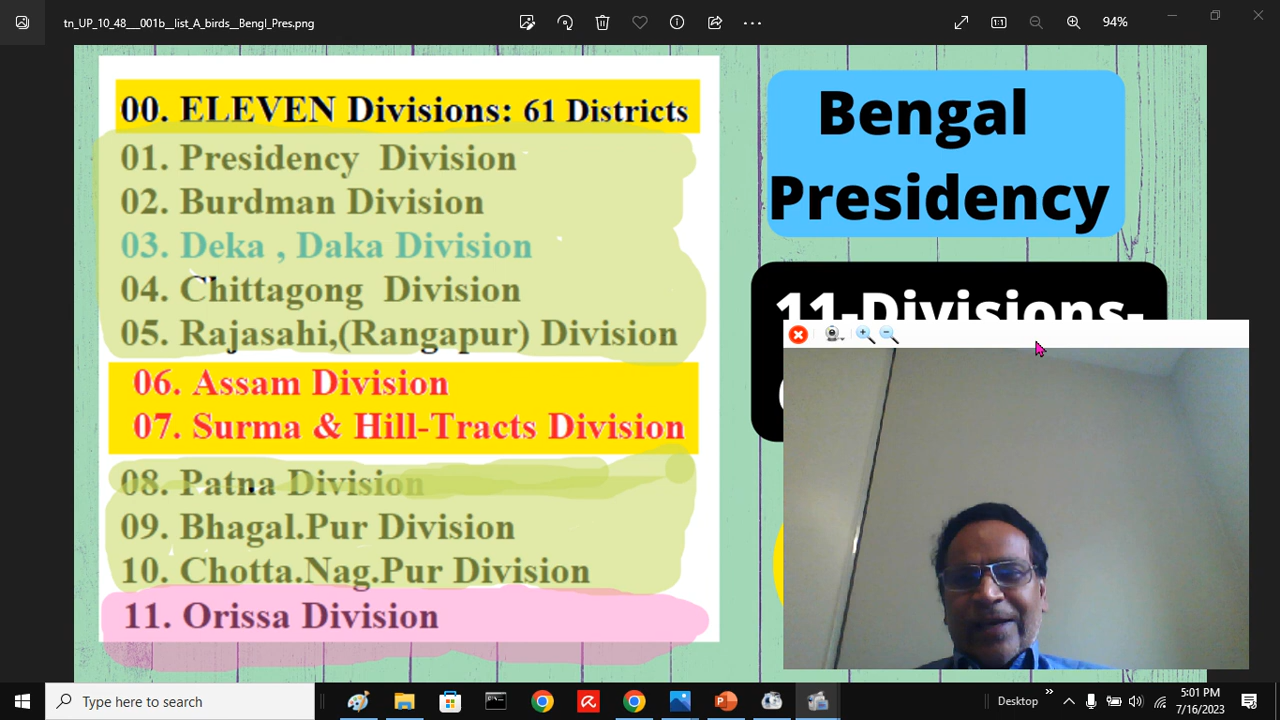 tn_UP_10_48___001b__list_A_birds__Bengl_Pres.png
94%
00. ELEVEN Divisions: 61 Districts
01. Presidency Division
02. Burdman Division
03. Deka , Daka Division
04. Chittagong Division
05. Rajasahi,(Rangapur) Division
06. Assam Division
07. Surma & Hill-Tracts Division
08. Patna Division
09. Bhagal.Pur Division
10. Chotta.Nag.Pur Division
11. Orissa Division
Bengal
Presidency
11-Divisions-
Type here to search
Desktop
5:01 PM
7/16/2023